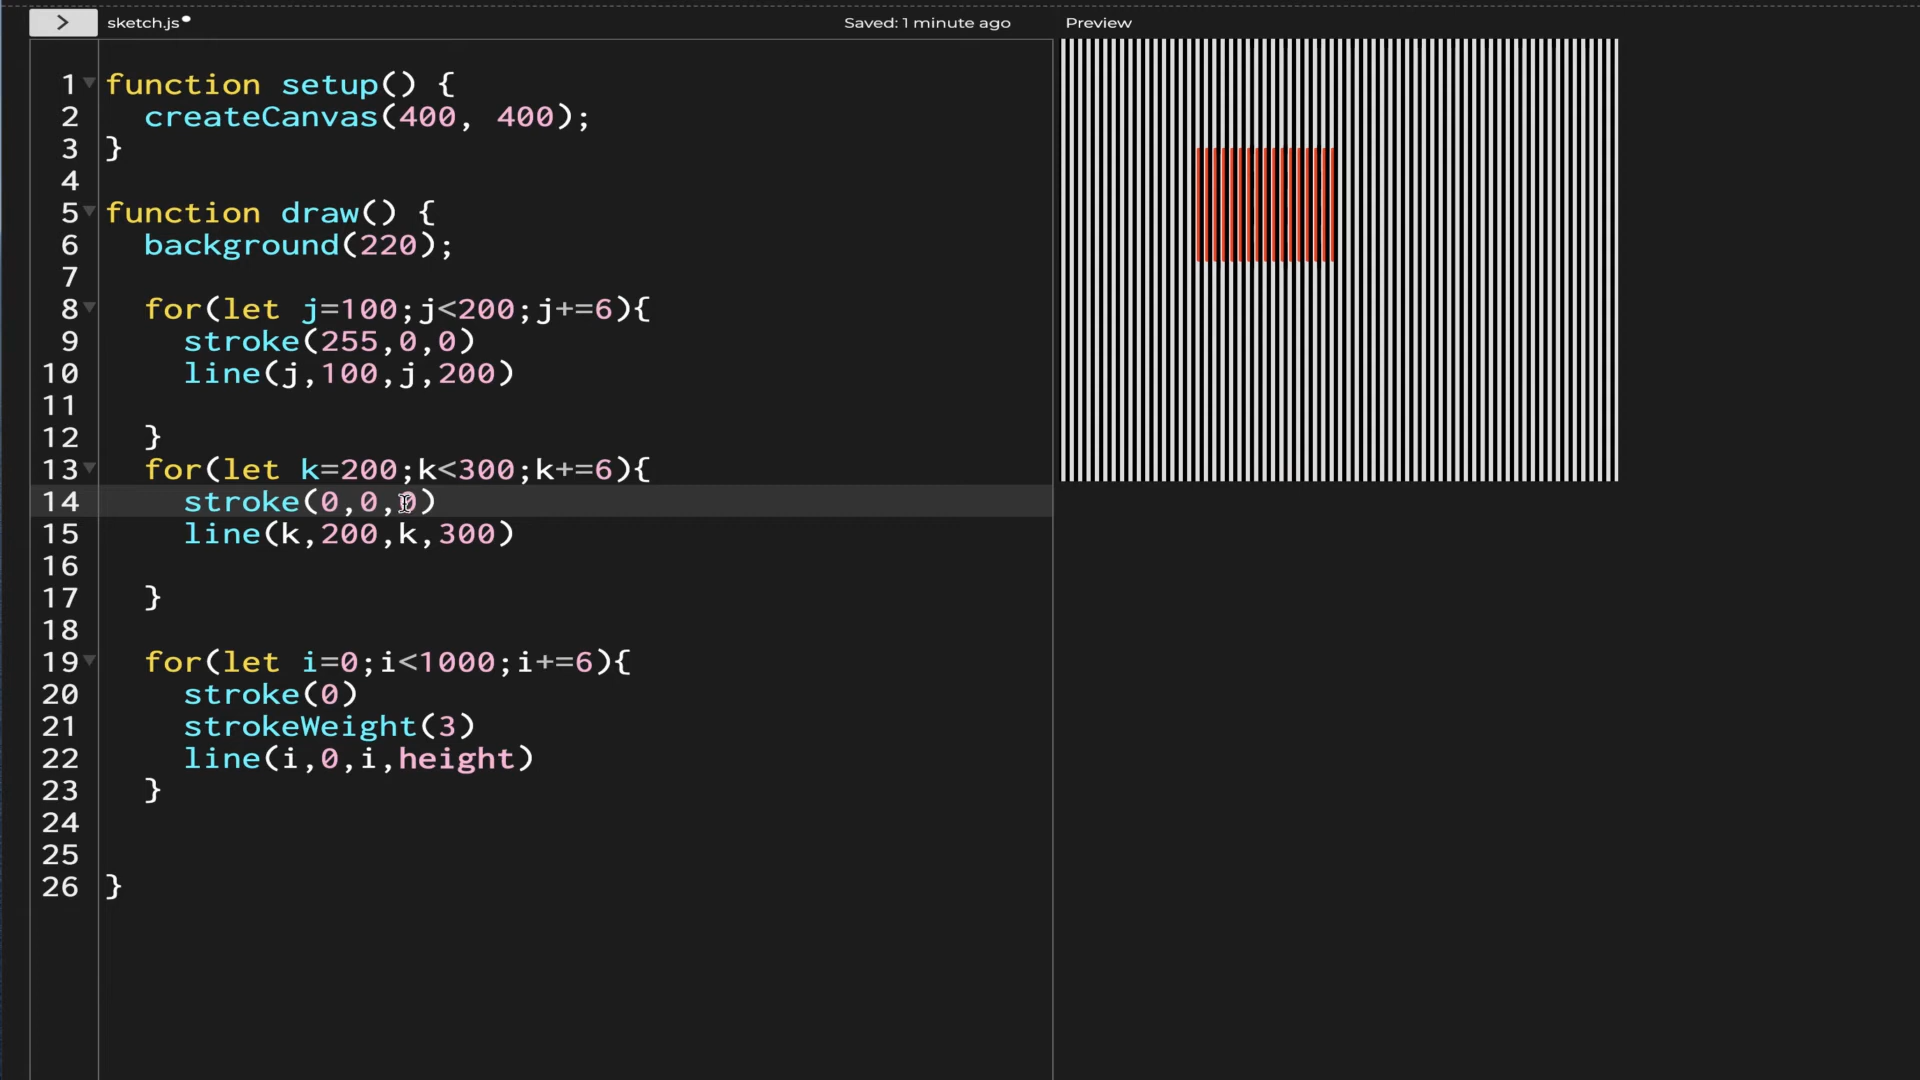 > sketch.js• Saved: 1 minute ago Preview
1 function setup() {
2 createCanvas(400, 400);
3 }
4
5 function draw() {
6 background(220);
7
8 for(let j=100;j<200;j+=6){
9 stroke(255,0,0)
10 line(j,100,j,200)
11
12 }
13 for(let k=200;k<300;k+=6){
14 stroke(0,0,0)
15 line(k,200,k,300)
16
17 }
18
19 for(let i=0;i<1000;i+=6){
20 stroke(0)
21 strokeWeight(3)
22 line(i,0,i,height)
23 }
24
25
26 }